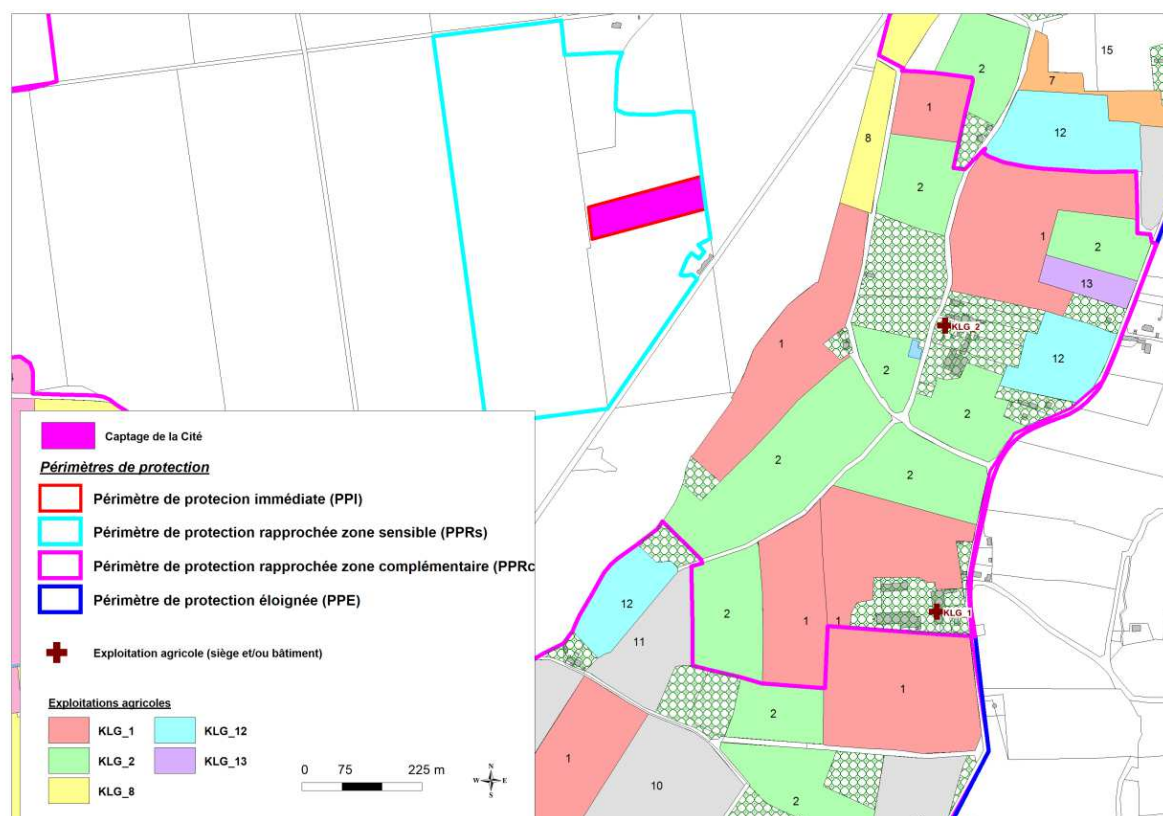 2
15
7
1
12
8
2
1
2
13
KLG_2
1
12
2
2
2
2
12
KLG_1
2
1
1
11
1
2
1
10
2
Captage de la Cité
Périmètres de protection
Périmètre de protecion immédiate (PPI)
Périmètre de protection rapprochée zone sensible (PPRs)
Périmètre de protection rapprochée zone complémentaire (PPRc
Périmètre de protection éloignée (PPE)
Exploitation agricole (siège et/ou bâtiment)
Exploitations agricoles
KLG_1
KLG_12
KLG_2
KLG_13
KLG_8
0 75 225 m
N
W E
S